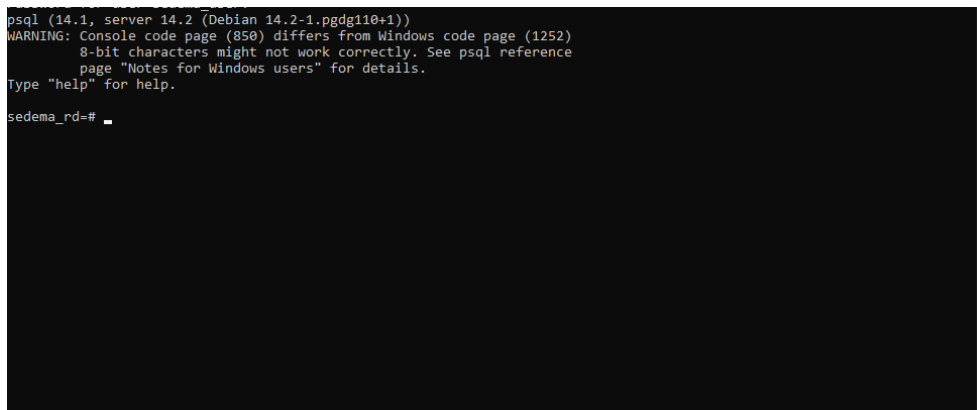 psql (14.1, server 14.2 (Debian 14.2-1.pgdg110+1))
WARNING: Console code page (850) differs from Windows code page (1252)
         8-bit characters might not work correctly. See psql reference
         page "Notes for Windows users" for details.
Type "help" for help.

sedema_rd=# _